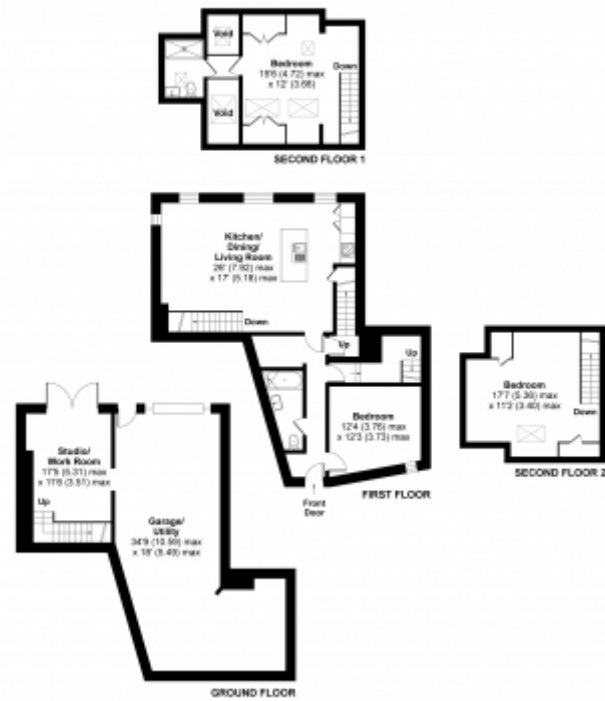 Void
Bedroom
15'6 (4.72) max
x 12' (3.66)
Down
Void
SECOND FLOOR 1
Kitchen/
Dining/
Living Room
26' (7.92) max
x 17' (5.18) max
Down
Up
Up
Bedroom
12'4 (3.76) max
x 12'3 (3.73) max
FIRST FLOOR
Front
Door
Bedroom
17'7 (5.36) max
x 11'2 (3.40) max
Down
SECOND FLOOR 2
Studio/
Work Room
17'5 (5.31) max
x 11'6 (3.51) max
Up
Garage/
Utility
34'9 (10.59) max
x 18' (5.49) max
GROUND FLOOR